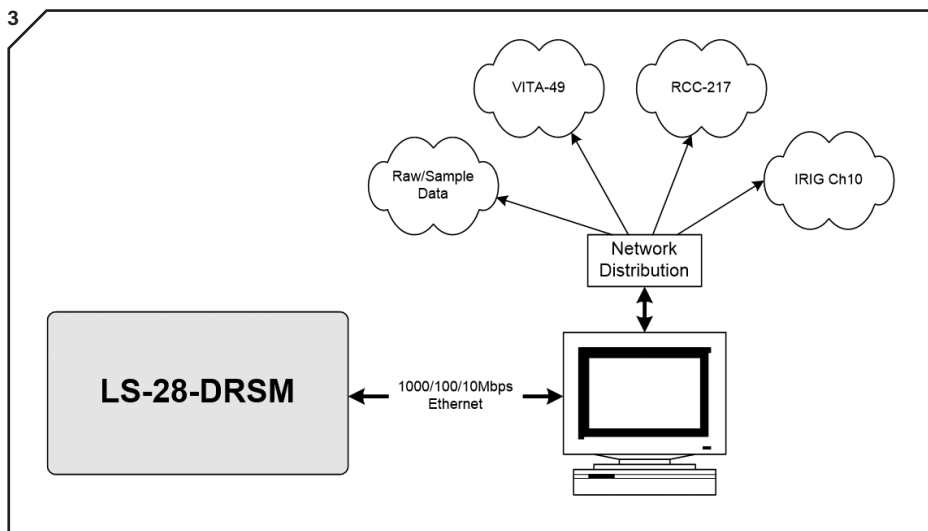 3
VITA-49
RCC-217
Raw/Sample
Data
IRIG Ch10
Network
Distribution
LS-28-DRSM
1000/100/10Mbps
Ethernet